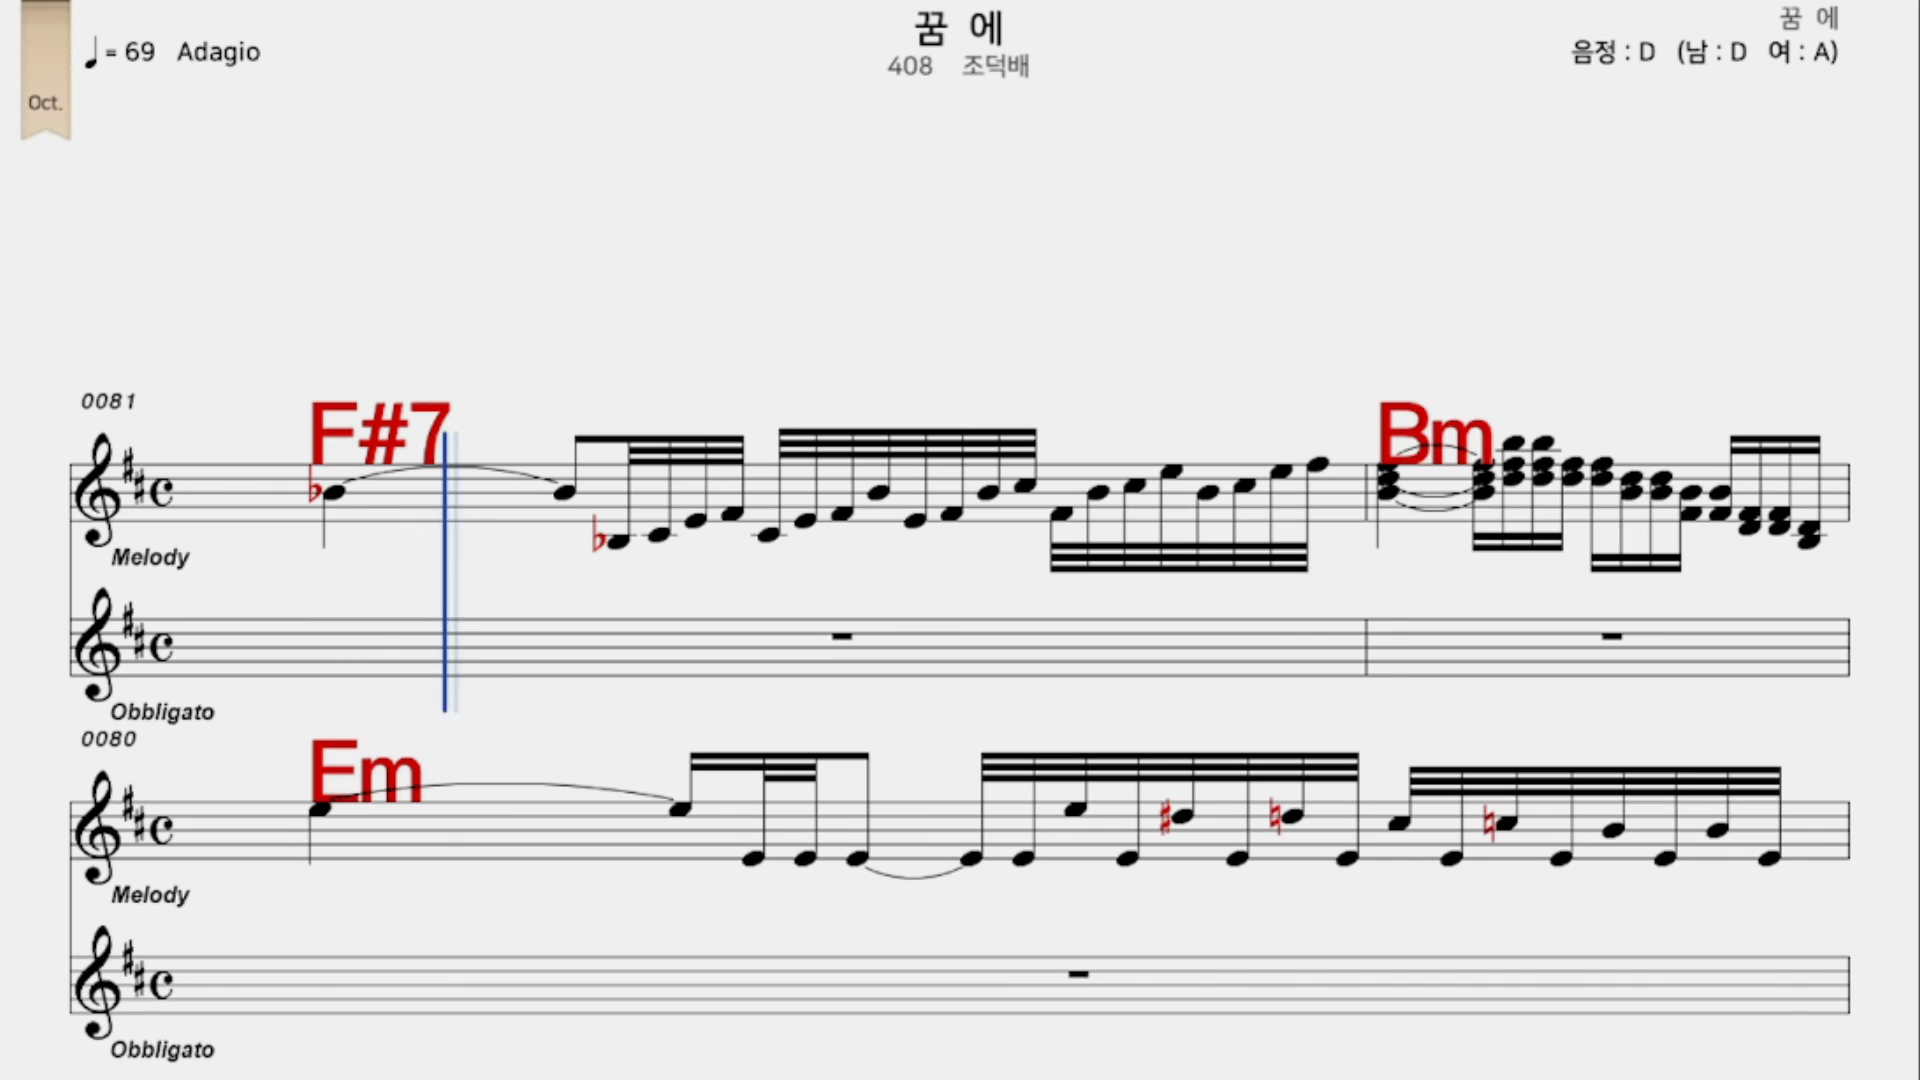 꿈 에
꿈 에
♩= 69 Adagio
408 조덕배
음정 : D (남 : D 여 : A)
Oct.
0081
F#7
Bm
Melody
Obbligato
0080
Em
Melody
Obbligato